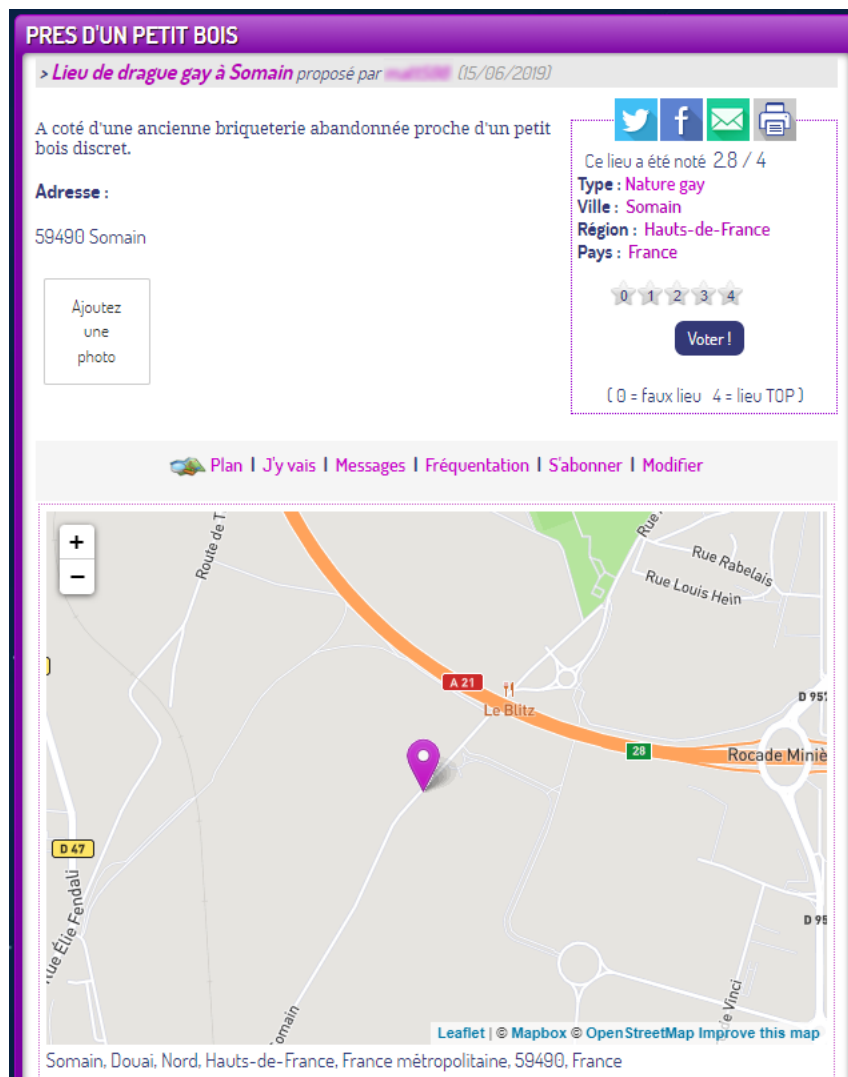 PRES D'UN PETIT BOIS
> Lieu de drague gay à Somain proposé par (15/06/2019)
A coté d'une ancienne briqueterie abandonnée proche d'un petit
bois discret.
Adresse :
59490 Somain
Ajoutez
une
photo
Ce lieu a été noté 2.8 / 4
Type : Nature gay
Ville : Somain
Région : Hauts-de-France
Pays : France
0 1 2 3 4
Voter !
( 0 = faux lieu 4 = lieu TOP )
Plan | J'y vais | Messages | Fréquentation | S'abonner | Modifier
+
−
Route de T
Rue
Rue Rabelais
Rue Louis Hein
A 21
Le Blitz
D 957
28
Rocade Miniè
D 47
Rue Élie Fendali
D 95
omain
de Vinci
Leaflet | © Mapbox © OpenStreetMap Improve this map
Somain, Douai, Nord, Hauts-de-France, France métropolitaine, 59490, France